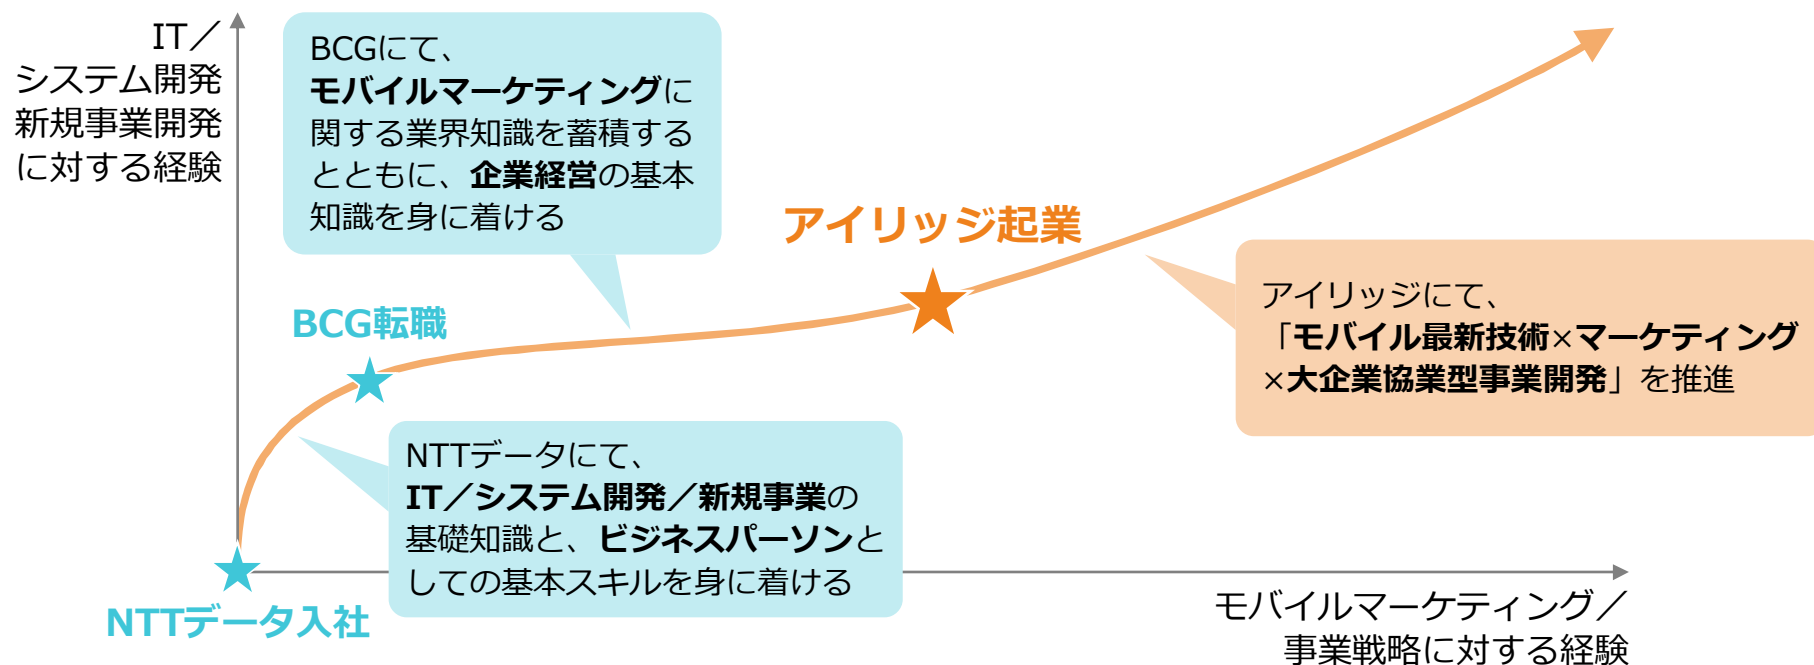 IT／
システム開発
新規事業開発
に対する経験
BCGにて、
モバイルマーケティングに
関する業界知識を蓄積する
とともに、企業経営の基本
知識を身に着ける
アイリッジ起業
アイリッジにて、
「モバイル最新技術×マーケティング
×大企業協業型事業開発」を推進
BCG転職
NTTデータにて、
IT／システム開発／新規事業の
基礎知識と、ビジネスパーソンと
しての基本スキルを身に着ける
NTTデータ入社
モバイルマーケティング／
事業戦略に対する経験